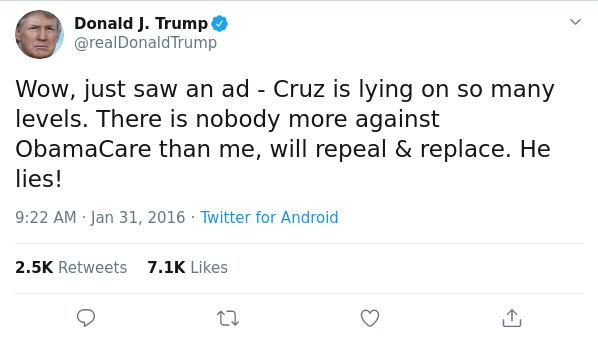 Donald J. Trump
@realDonaldTrump
Wow, just saw an ad - Cruz is lying on so many
levels. There is nobody more against
ObamaCare than me, will repeal & replace. He
lies!
9:22 AM · Jan 31, 2016 · Twitter for Android
2.5K Retweets 7.1K Likes